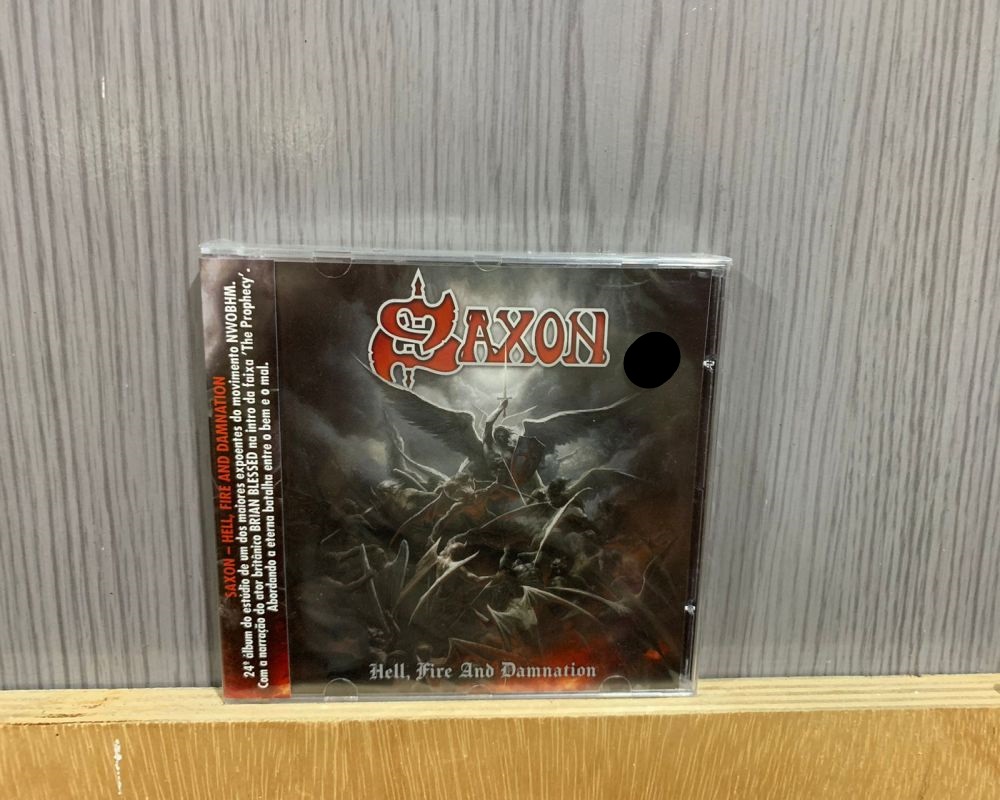 SAXON – HELL, FIRE AND DAMNATION
24º álbum do estúdio de um dos maiores expoentes do movimento NWOBHM.
Com a narração do ator britânico BRIAN BLESSED na intro da faixa 'The Prophecy'.
Abordando a eterna batalha entre o bem e o mal.
SAXON
Hell, Fire And Damnation